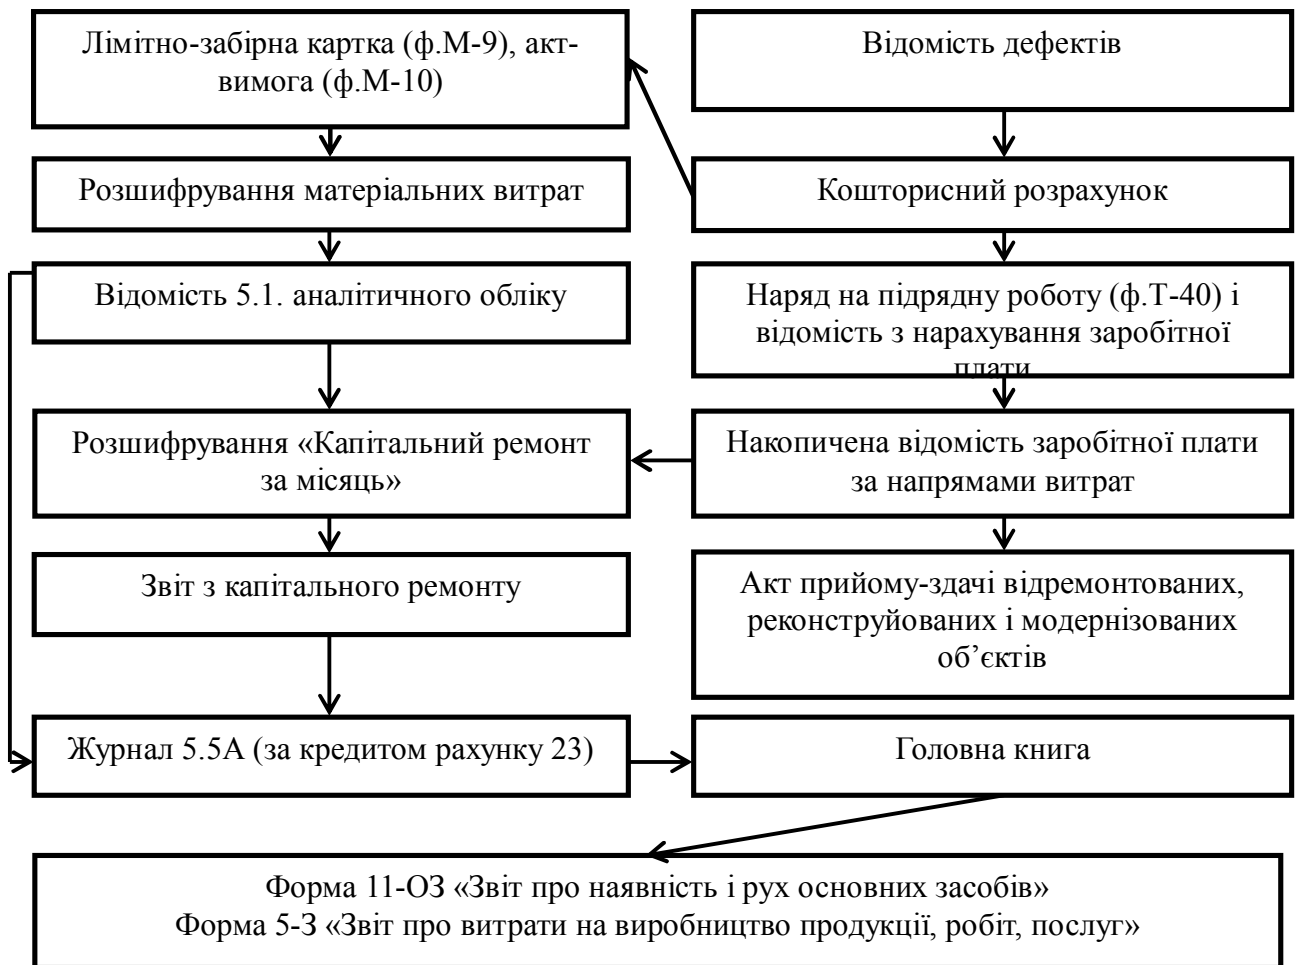 Лімітно-забірна картка (ф.М-9), акт-
вимога (ф.М-10)
Відомість дефектів
Розшифрування матеріальних витрат
Кошторисний розрахунок
Відомість 5.1. аналітичного обліку
Наряд на підрядну роботу (ф.Т-40) і
відомість з нарахування заробітної
плати
Розшифрування «Капітальний ремонт
за місяць»
Накопичена відомість заробітної плати
за напрямами витрат
Звіт з капітального ремонту
Акт прийому-здачі відремонтованих,
реконструйованих і модернізованих
об’єктів
Журнал 5.5А (за кредитом рахунку 23)
Головна книга
Форма 11-ОЗ «Звіт про наявність і рух основних засобів»
Форма 5-З «Звіт про витрати на виробництво продукції, робіт, послуг»